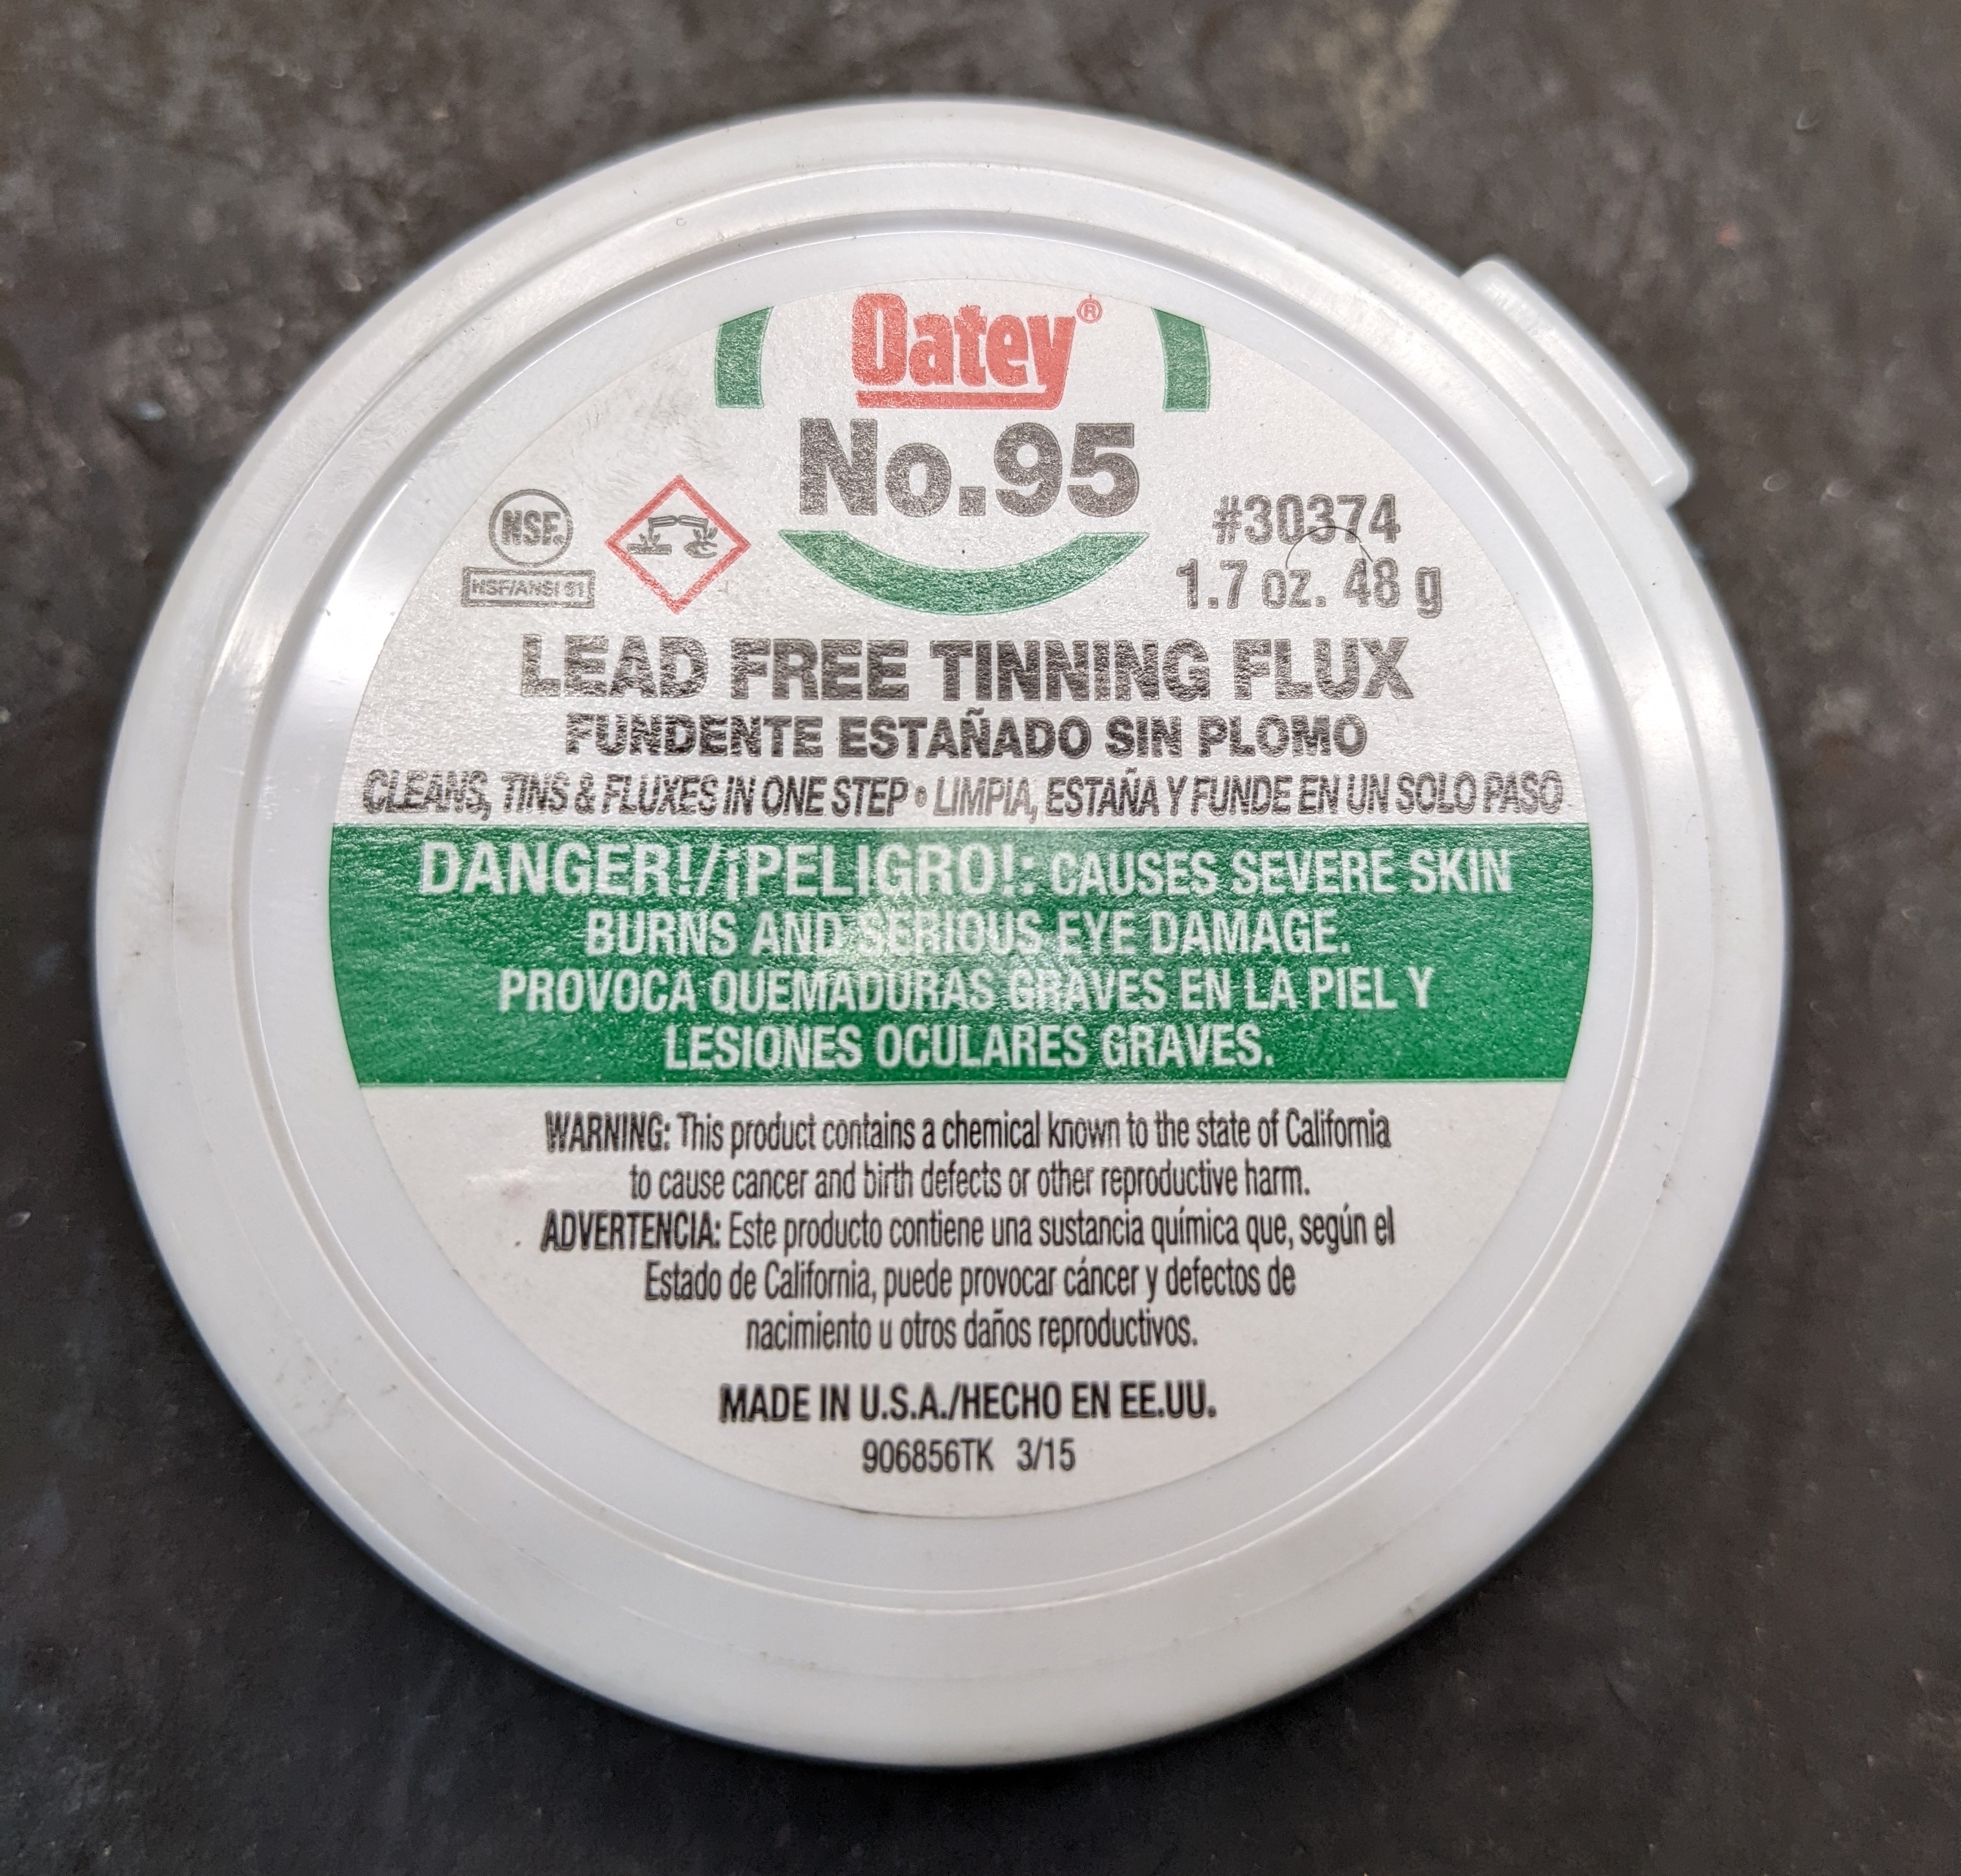 Oatey®
No.95
NSF®
NSF/ANSI 61
#30374
1.7 oz. 48 g
LEAD FREE TINNING FLUX
FUNDENTE ESTAÑADO SIN PLOMO
CLEANS, TINS & FLUXES IN ONE STEP • LIMPIA, ESTAÑA Y FUNDE EN UN SOLO PASO
DANGER!/¡PELIGRO!: CAUSES SEVERE SKIN
BURNS AND SERIOUS EYE DAMAGE.
PROVOCA QUEMADURAS GRAVES EN LA PIEL Y
LESIONES OCULARES GRAVES.
WARNING: This product contains a chemical known to the state of California
to cause cancer and birth defects or other reproductive harm.
ADVERTENCIA: Este producto contiene una sustancia química que, según el
Estado de California, puede provocar cáncer y defectos de
nacimiento u otros daños reproductivos.
MADE IN U.S.A./HECHO EN EE.UU.
906856TK 3/15